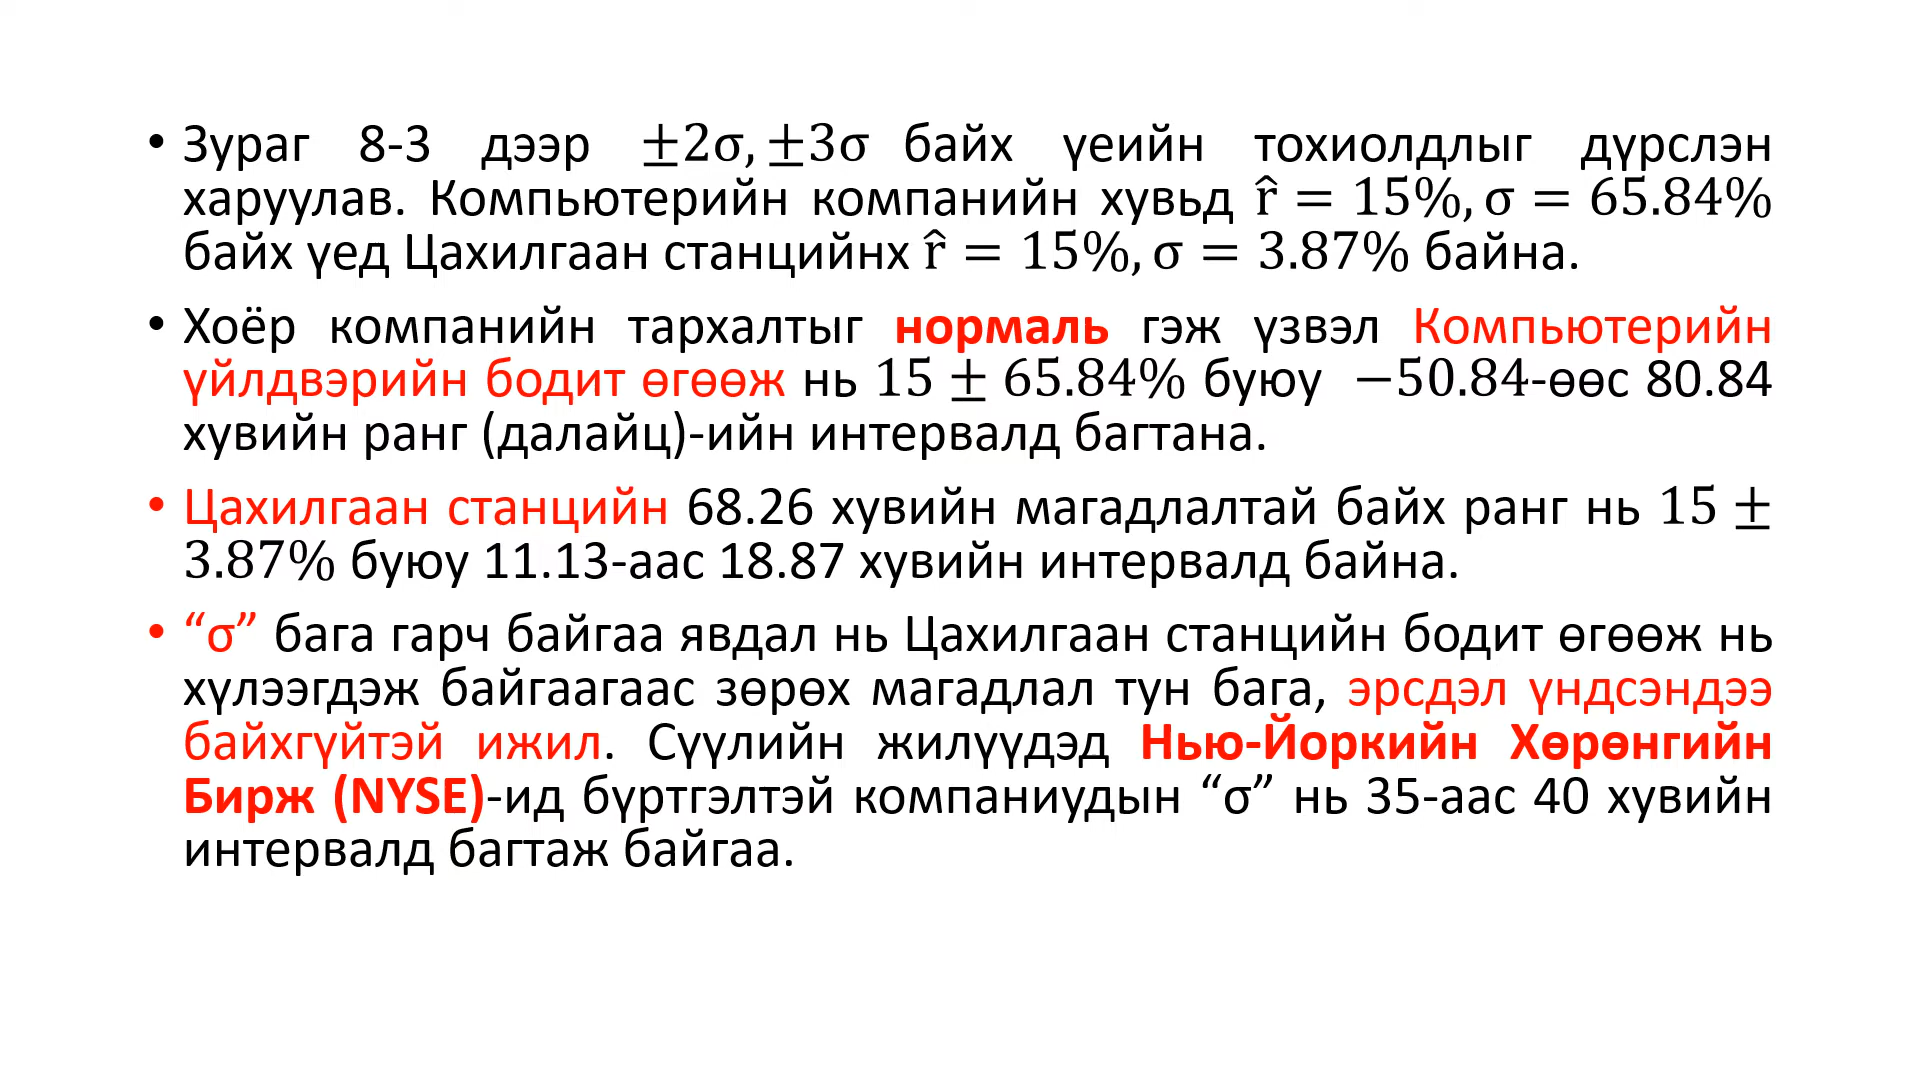 • Зураг 8-3 дээр ±2σ, ±3σ байх үеийн тохиолдлыг дүрслэн
харуулав. Компьютерийн компанийн хувьд r̂ = 15%, σ = 65.84%
байх үед Цахилгаан станцийнх r̂ = 15%, σ = 3.87% байна.
• Хоёр компанийн тархалтыг нормаль гэж үзвэл Компьютерийн
үйлдвэрийн бодит өгөөж нь 15 ± 65.84% буюу −50.84-өөс 80.84
хувийн ранг (далайц)-ийн интервалд багтана.
• Цахилгаан станцийн 68.26 хувийн магадлалтай байх ранг нь 15 ±
3.87% буюу 11.13-аас 18.87 хувийн интервалд байна.
• “σ” бага гарч байгаа явдал нь Цахилгаан станцийн бодит өгөөж нь
хүлээгдэж байгаагаас зөрөх магадлал тун бага, эрсдэл үндсэндээ
байхгүйтэй ижил. Сүүлийн жилүүдэд Нью-Йоркийн Хөрөнгийн
Бирж (NYSE)-ид бүртгэлтэй компаниудын “σ” нь 35-аас 40 хувийн
интервалд багтаж байгаа.